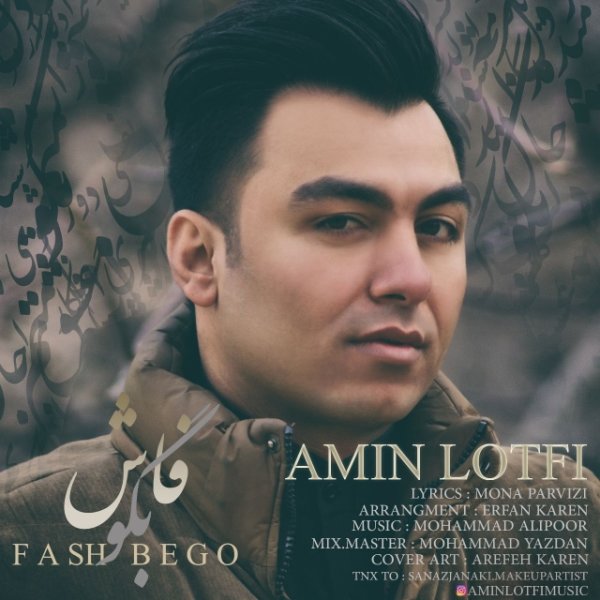 فاش
بگو
FASH BEGO
AMIN LOTFI
LYRICS : MONA PARVIZI
ARRANGMENT : ERFAN KAREN
MUSIC : MOHAMMAD ALIPOOR
MIX.MASTER : MOHAMMAD YAZDAN
COVER ART : AREFEH KAREN
TNX TO : SANAZJANAKI.MAKEUPARTIST
@AMINLOTFIMUSIC